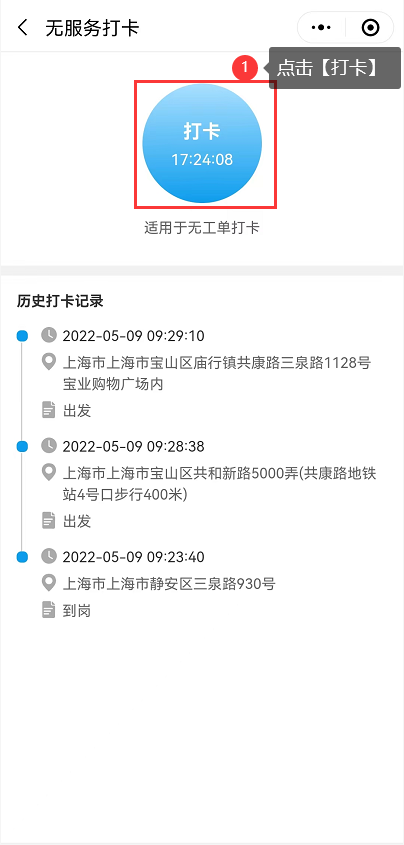 无服务打卡
1
点击【打卡】
打卡
17:24:08
适用于无工单打卡
历史打卡记录
2022-05-09 09:29:10
上海市上海市宝山区庙行镇共康路三泉路1128号
宝业购物广场内
出发
2022-05-09 09:28:38
上海市上海市宝山区共和新路5000弄(共康路地铁
站4号口步行400米)
出发
2022-05-09 09:23:40
上海市上海市静安区三泉路930号
到岗